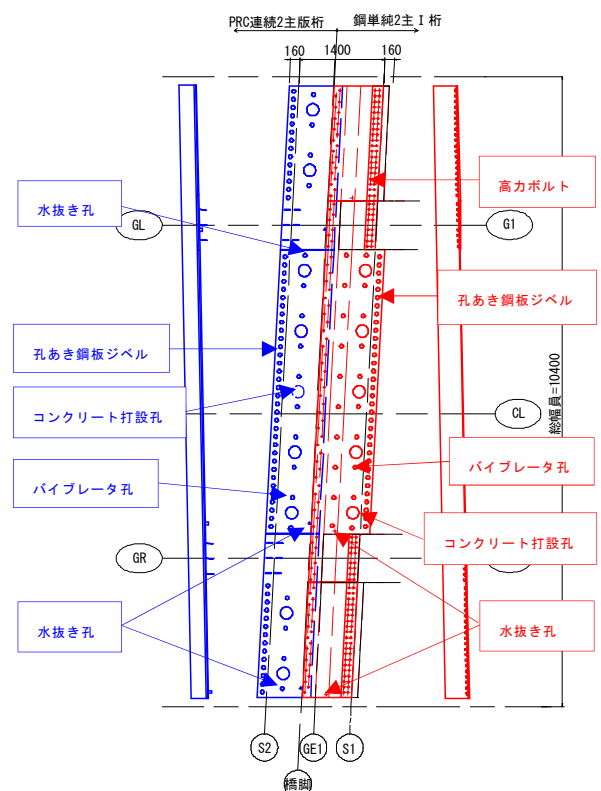 PRC連続2主版桁
鋼単純2主Ｉ桁
160
1400
160
水抜き孔
高力ボルト
GL
G1
孔あき鋼板ジベル
孔あき鋼板ジベル
総幅員=10400
コンクリート打設孔
CL
バイブレータ孔
バイブレータ孔
コンクリート打設孔
GR
水抜き孔
水抜き孔
S2
GE1
S1
橋脚